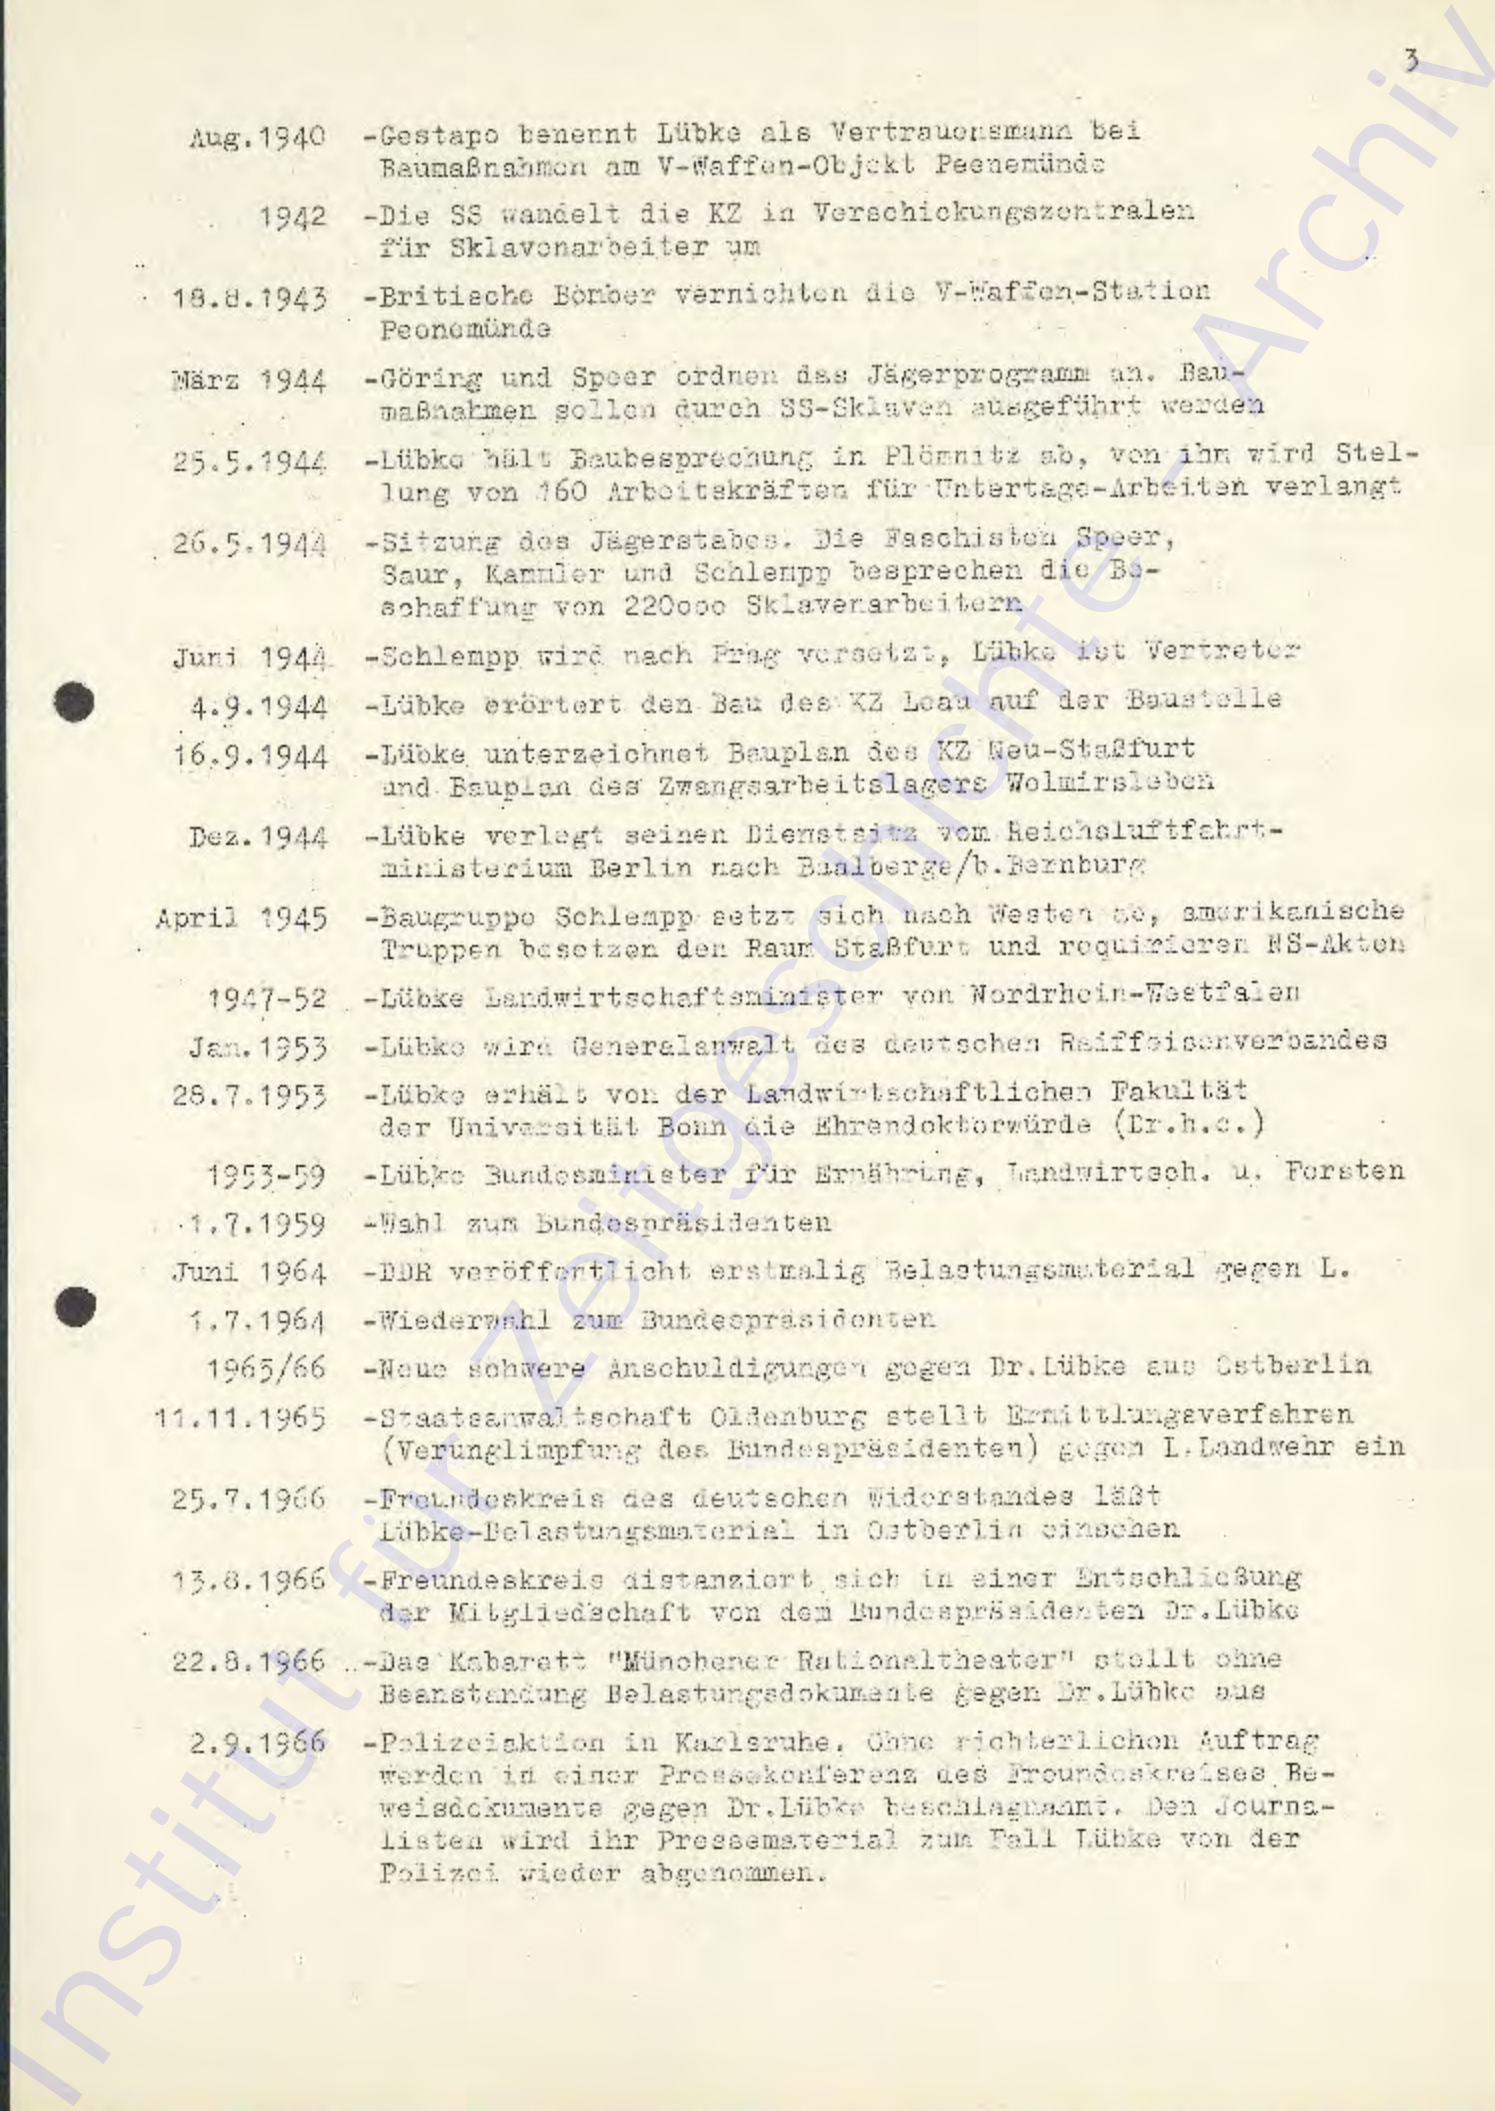 3
Aug.1940 -Gestapo benennt Lübke als Vertrauensmann bei
Baumaßnahmen am V-Waffen-Objekt Peenemünde
1942 -Die SS wandelt die KZ in Verschickungszentralen
für Sklavenarbeiter um
18.8.1943 -Britische Bomber vernichten die V-Waffen-Station
Peenemünde
März 1944 -Göring und Speer ordnen das Jägerprogramm an. Bau-
maßnahmen sollen durch SS-Sklaven ausgeführt werden
25.5.1944 -Lübke hält Baubesprechung in Plömnitz ab, von ihm wird Stel-
lung von 160 Arbeitskräften für Untertage-Arbeiten verlangt
26.5.1944 -Sitzung des Jägerstabes. Die Faschisten Speer,
Saur, Kammler und Schlempp besprechen die Be-
schaffung von 220ooo Sklavenarbeitern
Juni 1944 -Schlempp wird nach Prag versetzt, Lübke ist Vertreter
4.9.1944 -Lübke erörtert den Bau des KZ Leau auf der Baustelle
16.9.1944 -Lübke unterzeichnet Bauplan des KZ Neu-Staßfurt
und Bauplan des Zwangsarbeitslagers Wolmirsleben
Dez.1944 -Lübke verlegt seinen Dienstsitz vom Reichsluftfahrt-
ministerium Berlin nach Baalberge/b.Bernburg
April 1945 -Baugruppe Schlempp setzt sich nach Westen ab, amerikanische
Truppen besetzen den Raum Staßfurt und requirieren NS-Akten
1947-52 -Lübke Landwirtschaftsminister von Nordrhein-Westfalen
Jan.1953 -Lübke wird Generalanwalt des deutschen Raiffeisenverbandes
28.7.1953 -Lübke erhält von der Landwirtschaftlichen Fakultät
der Universität Bonn die Ehrendoktorwürde (Dr.h.c.)
1953-59 -Lübke Bundesminister für Ernährung, Landwirtsch. u. Forsten
1.7.1959 -Wahl zum Bundespräsidenten
Juni 1964 -DDR veröffentlicht erstmalig Belastungsmaterial gegen L.
1.7.1964 -Wiederwahl zum Bundespräsidenten
1965/66 -Neue schwere Anschuldigungen gegen Dr.Lübke aus Ostberlin
11.11.1965 -Staatsanwaltschaft Oldenburg stellt Ermittlungsverfahren
(Verunglimpfung des Bundespräsidenten) gegen L.Landwehr ein
25.7.1966 -Freundeskreis des deutschen Widerstandes läßt
Lübke-Belastungsmaterial in Ostberlin einsehen
13.8.1966 -Freundeskreis distanziert sich in einer Entschließung
der Mitgliedschaft von dem Bundespräsidenten Dr.Lübke
22.8.1966 -Das Kabarett "Münchener Rationaltheater" stellt ohne
Beanstandung Belastungsdokumente gegen Dr.Lübke aus
2.9.1966 -Polizeiaktion in Karlsruhe. Ohne richterlichen Auftrag
werden in einer Pressekonferenz des Freundeskreises Be-
weisdokumente gegen Dr.Lübke beschlagnahmt. Den Journa-
listen wird ihr Pressematerial zum Fall Lübke von der
Polizei wieder abgenommen.
Institut für Zeitgeschichte - Archiv